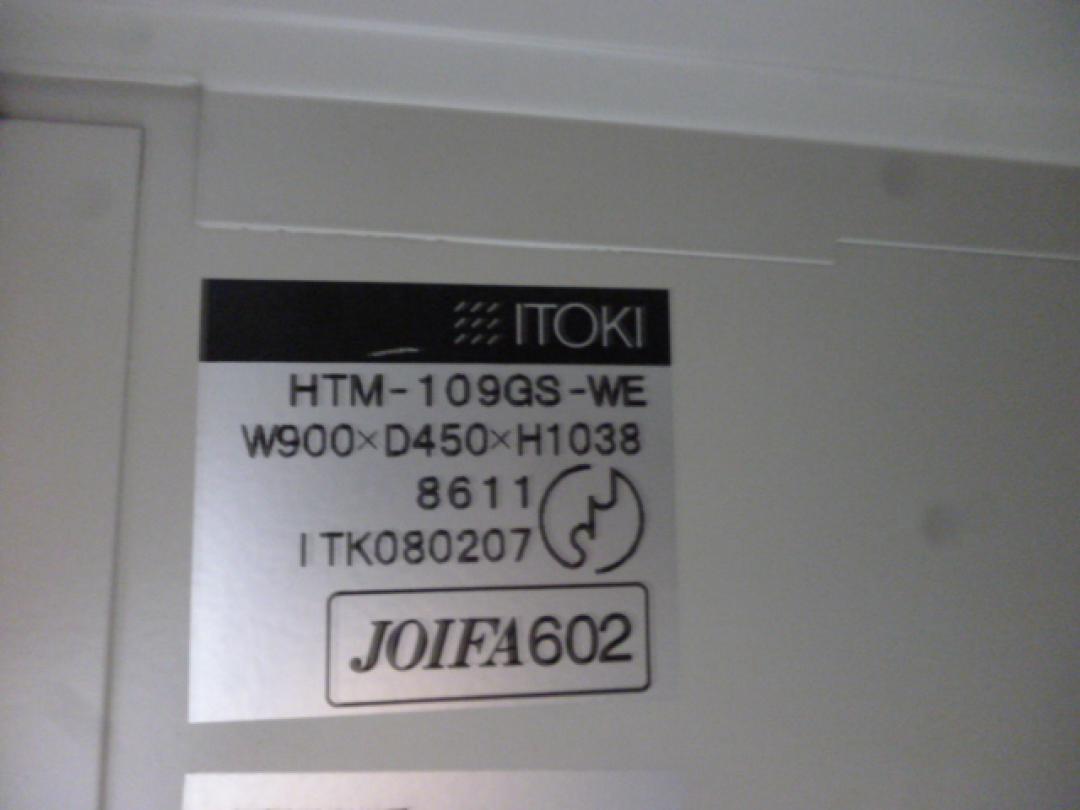 ITOKI
HTM-109GS-WE
W900×D450×H1038
8611
ITK080207
JOIFA602